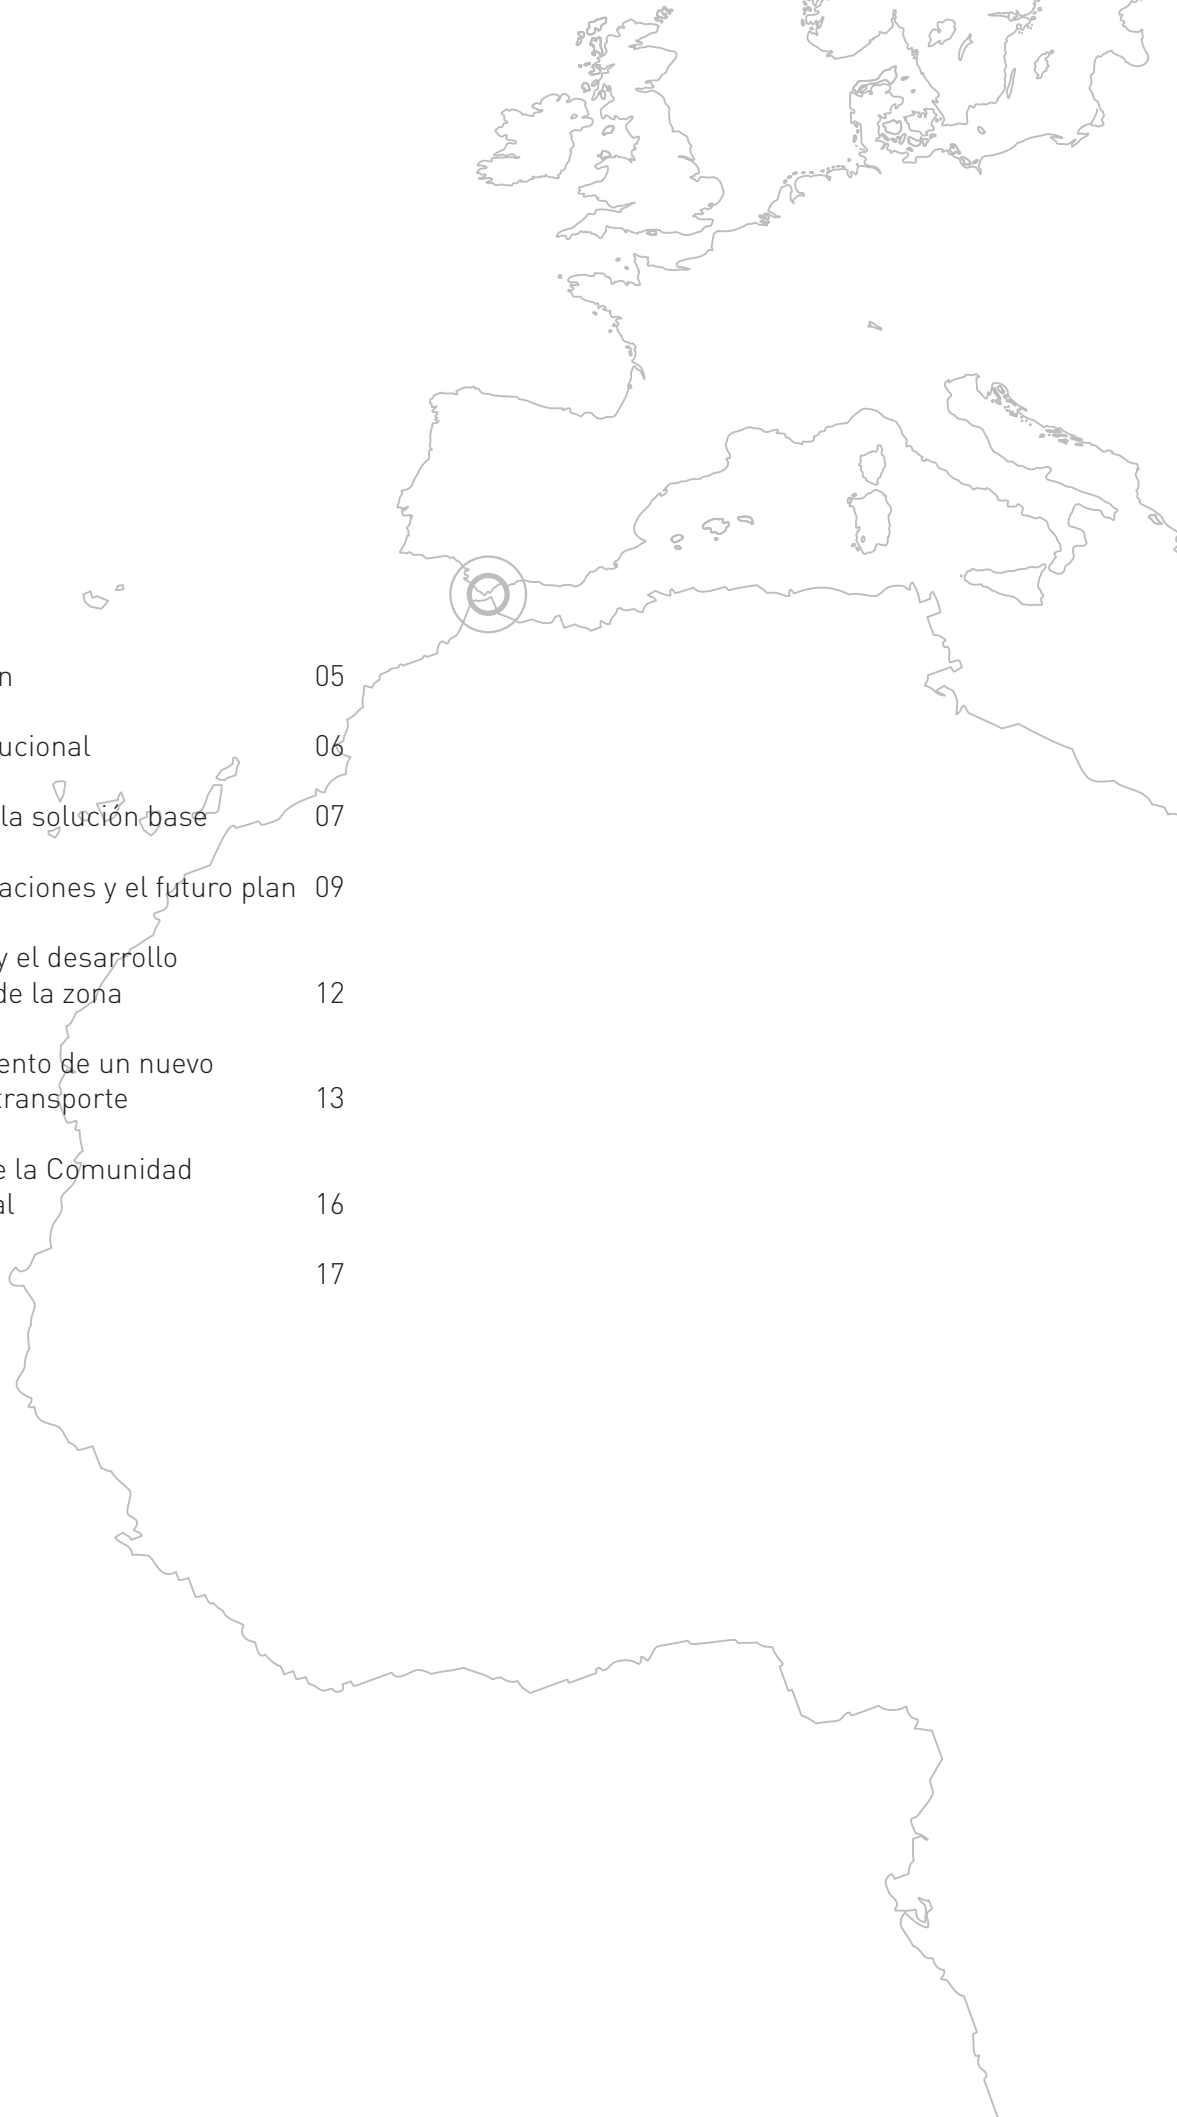 n 05
ucional 06
la solución base 07
aciones y el futuro plan 09
y el desarrollo
de la zona 12
ento de un nuevo
transporte 13
e la Comunidad
al 16
17